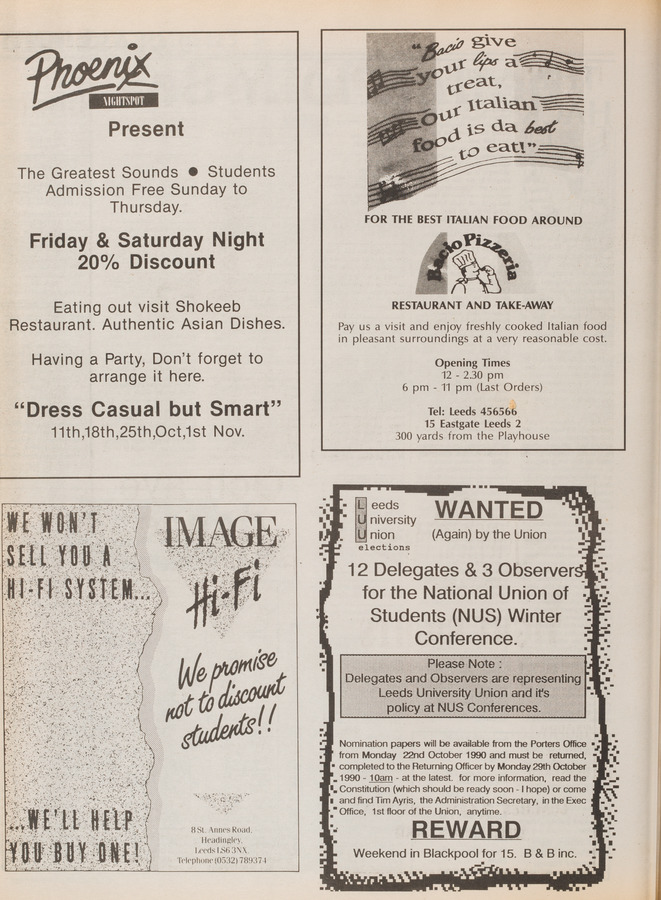 Phoenix
NIGHTSPOT
Present
The Greatest Sounds ● Students
Admission Free Sunday to
Thursday.
Friday & Saturday Night
20% Discount
Eating out visit Shokeeb
Restaurant. Authentic Asian Dishes.
Having a Party, Don't forget to
arrange it here.
“Dress Casual but Smart”
11th,18th,25th,Oct,1st Nov.
“Bacio give
your lips a
treat,
Our Italian
food is da best
to eat!”
FOR THE BEST ITALIAN FOOD AROUND
Bacio Pizzeria
RESTAURANT AND TAKE-AWAY
Pay us a visit and enjoy freshly cooked Italian food
in pleasant surroundings at a very reasonable cost.
Opening Times
12 - 2.30 pm
6 pm - 11 pm (Last Orders)
Tel: Leeds 456566
15 Eastgate Leeds 2
300 yards from the Playhouse
WE WON'T
SELL YOU A
HI-FI SYSTEM...
...WE'LL HELP
YOU BUY ONE!
IMAGE
Hi-Fi
We promise
not to discount
students!!
8 St. Annes Road,
Headingley,
Leeds LS6 3NX
Telephone (0532) 789374
Leeds
University
Union
elections
WANTED
(Again) by the Union
12 Delegates & 3 Observers
for the National Union of
Students (NUS) Winter
Conference.
Please Note :
Delegates and Observers are representing
Leeds University Union and it's
policy at NUS Conferences.
Nomination papers will be available from the Porters Office
from Monday 22nd October 1990 and must be returned,
completed to the Returning Officer by Monday 29th October
1990 - 10am - at the latest. for more information, read the
Constitution (which should be ready soon - I hope) or come
and find Tim Ayris, the Administration Secretary, in the Exec
Office, 1st floor of the Union, anytime.
REWARD
Weekend in Blackpool for 15. B & B inc.